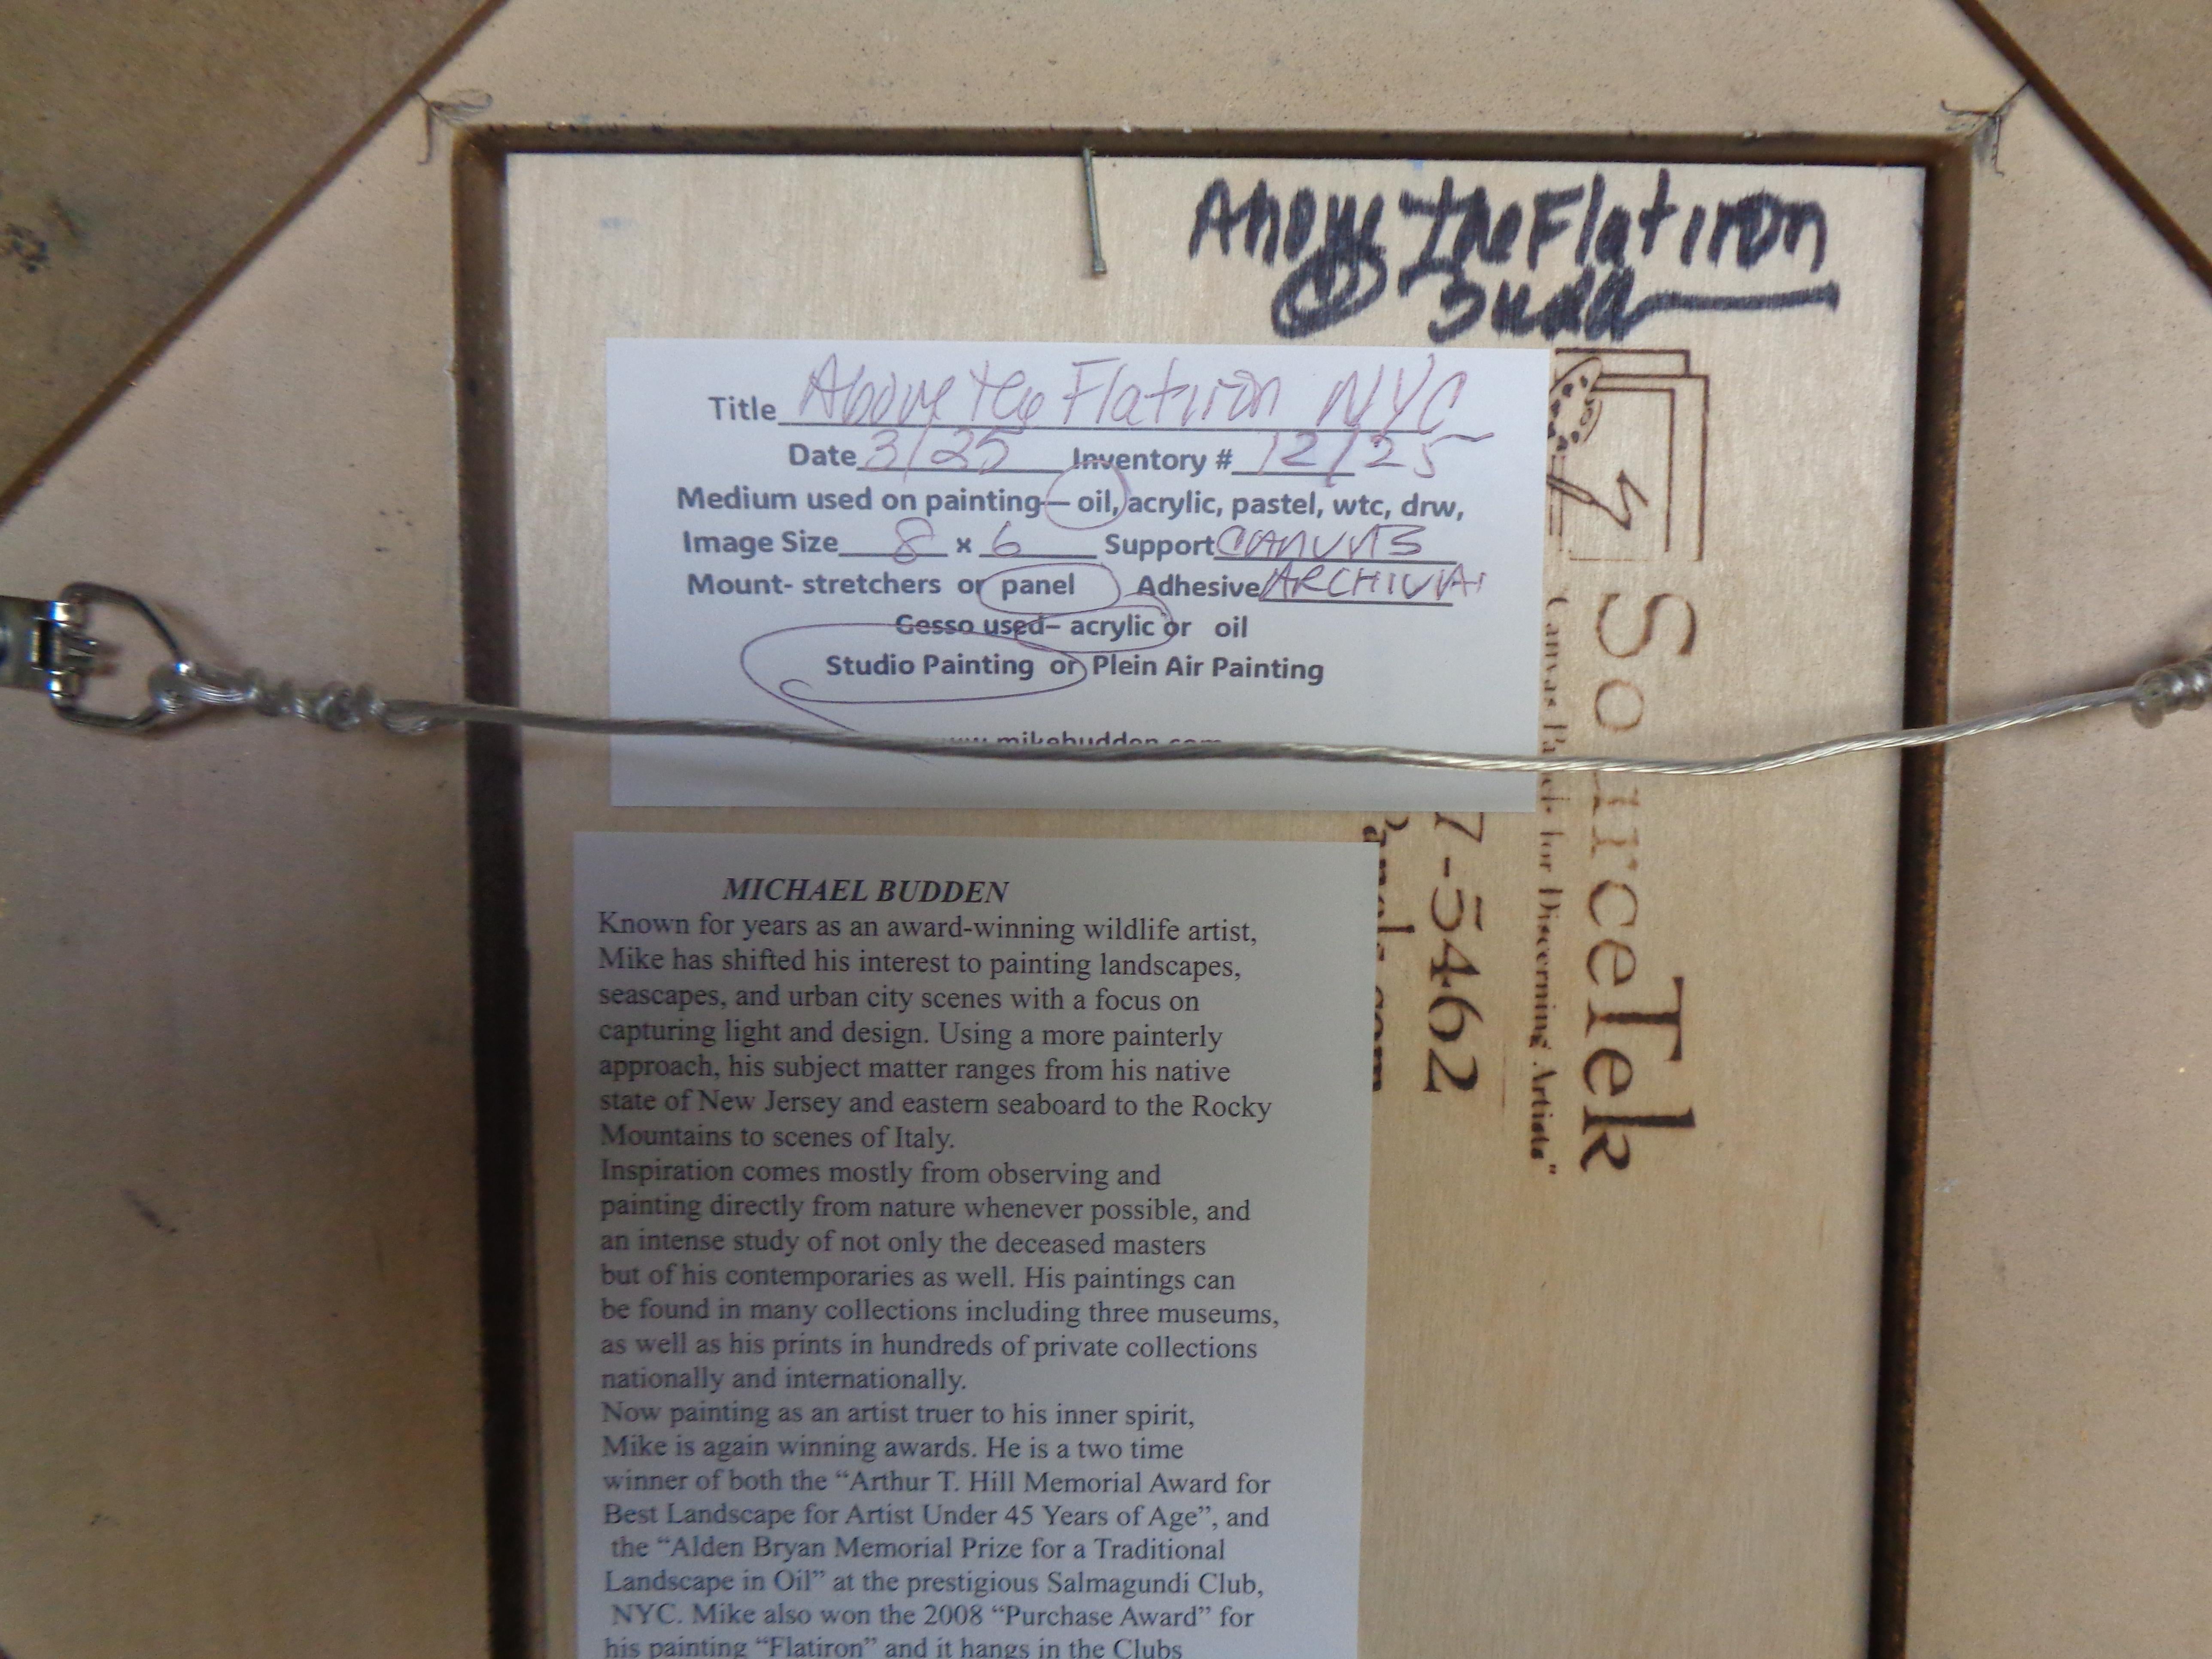 Above the Flatiron
© Budd
Title Above the Flatiron NYC
Date 3/25 Inventory # 12/25
Medium used on painting— oil, acrylic, pastel, wtc, drw,
Image Size 8 x 6 Support CANVAS
Mount- stretchers or panel Adhesive ARCHIVAL
Gesso used– acrylic or oil
Studio Painting or Plein Air Painting
www.mikebudden.com
MICHAEL BUDDEN
Known for years as an award-winning wildlife artist,
Mike has shifted his interest to painting landscapes,
seascapes, and urban city scenes with a focus on
capturing light and design. Using a more painterly
approach, his subject matter ranges from his native
state of New Jersey and eastern seaboard to the Rocky
Mountains to scenes of Italy.
Inspiration comes mostly from observing and
painting directly from nature whenever possible, and
an intense study of not only the deceased masters
but of his contemporaries as well. His paintings can
be found in many collections including three museums,
as well as his prints in hundreds of private collections
nationally and internationally.
Now painting as an artist truer to his inner spirit,
Mike is again winning awards. He is a two time
winner of both the “Arthur T. Hill Memorial Award for
Best Landscape for Artist Under 45 Years of Age”, and
the “Alden Bryan Memorial Prize for a Traditional
Landscape in Oil” at the prestigious Salmagundi Club,
NYC. Mike also won the 2008 “Purchase Award” for
his painting “Flatiron” and it hangs in the Clubs
SourceTek
Canvas Panels for Discerning Artists"
7-5462
anels.com